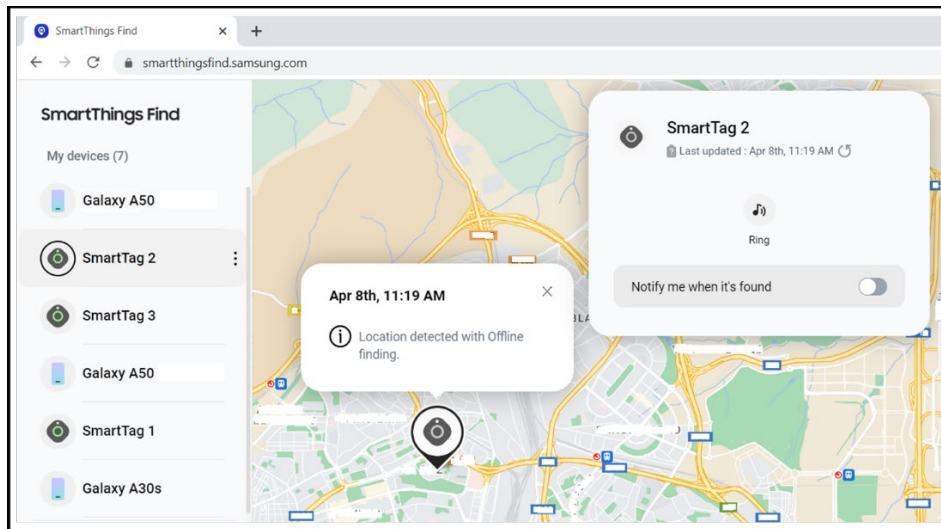 SmartThings Find
smartthingsfind.samsung.com
SmartThings Find
My devices (7)
Galaxy A50
SmartTag 2
SmartTag 3
Galaxy A50
SmartTag 1
Galaxy A30s
Apr 8th, 11:19 AM
Location detected with Offline
finding.
SmartTag 2
Last updated : Apr 8th, 11:19 AM
Ring
Notify me when it's found